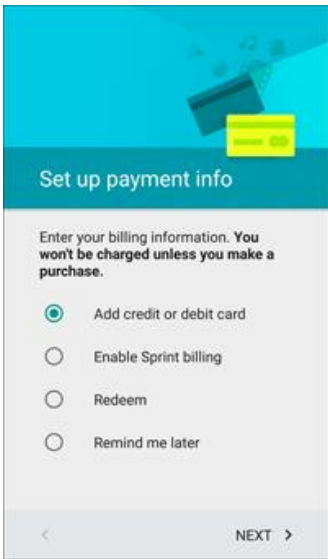 Set up payment info
Enter your billing information. You
won't be charged unless you make a
purchase.
Add credit or debit card
Enable Sprint billing
Redeem
Remind me later
NEXT